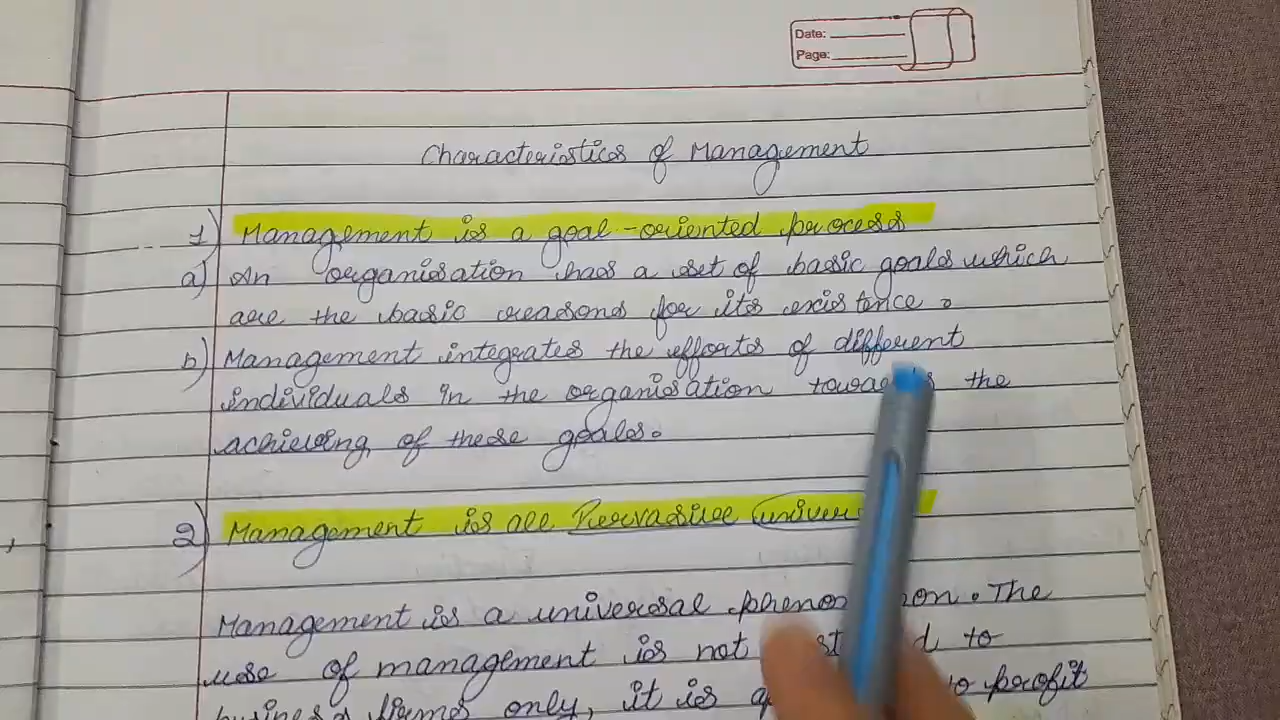 Date:
Page:
Characteristics of Management
1) Management is a goal-oriented process
a) An organisation has a set of basic goals which
are the basic reasons for its existence.
b) Management integrates the efforts of different
individuals in the organisation the
achieving of these goals.
2) Management is all Pervasive
Management is a universal The
use of management is not to
business firms only, it is to profit